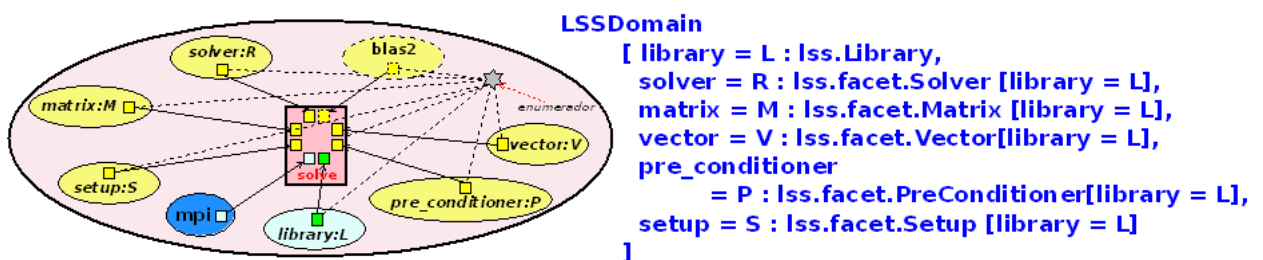 solver:R
blas2
matrix:M
enumerador
vector:V
solve
setup:S
pre_conditioner:P
mpi
library:L
LSSDomain
[ library = L : lss.Library,
solver = R : lss.facet.Solver [library = L],
matrix = M : lss.facet.Matrix [library = L],
vector = V : lss.facet.Vector[library = L],
pre_conditioner
= P : lss.facet.PreConditioner[library = L],
setup = S : lss.facet.Setup [library = L]
]